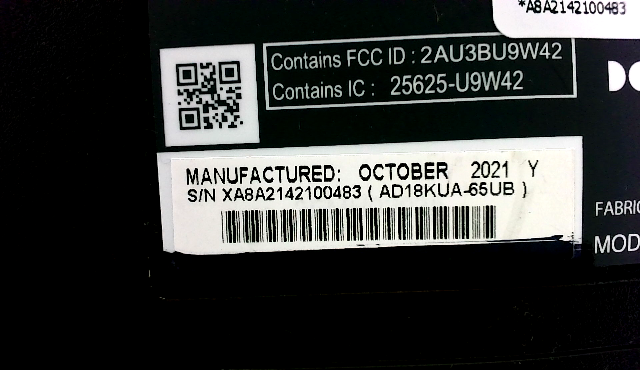 *A8A2142100483
Contains FCC ID : 2AU3BU9W42
Contains IC : 25625-U9W42
MANUFACTURED: OCTOBER 2021 Y
S/N XA8A2142100483 ( AD18KUA-65UB )
FABRIC
MOD